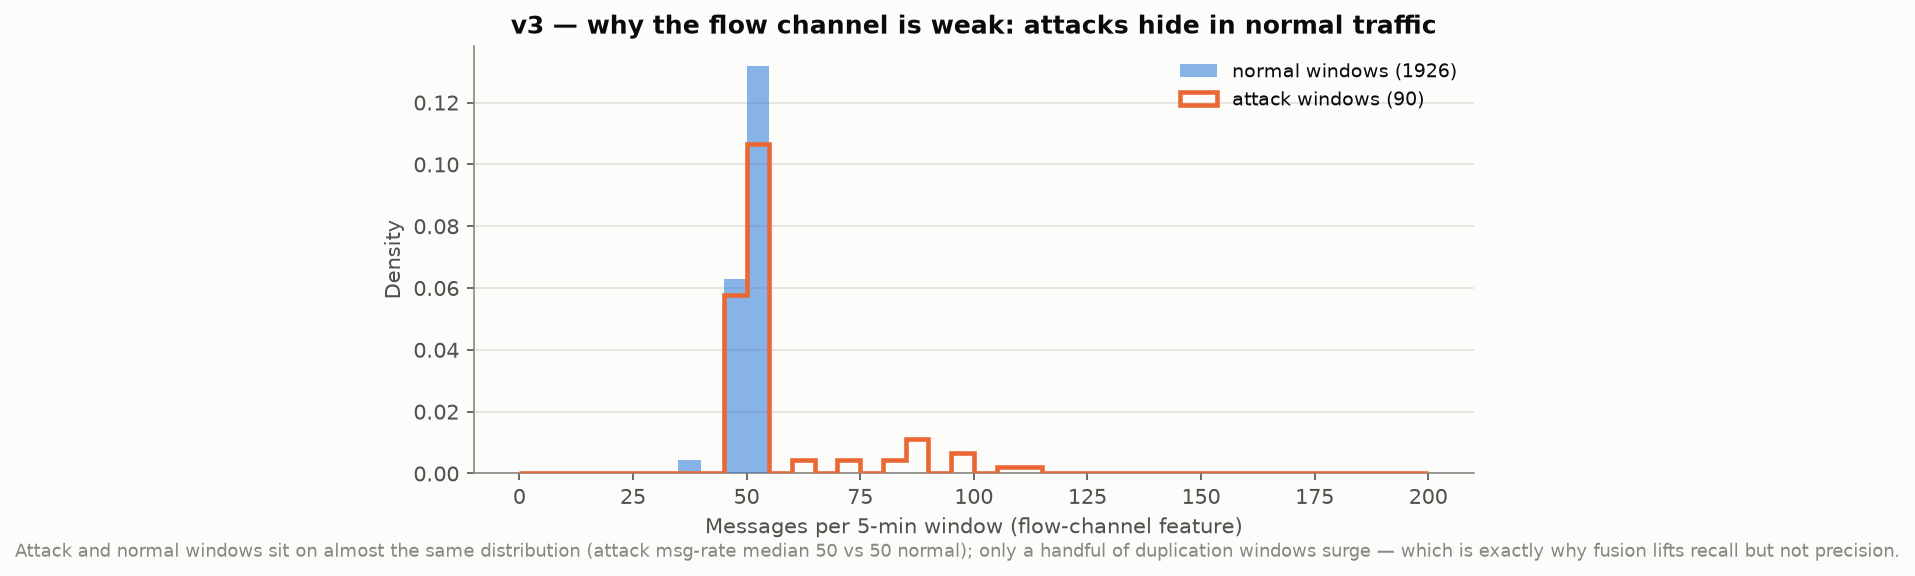 v3 — why the flow channel is weak: attacks hide in normal traffic
normal windows (1926)
attack windows (90)
Density
0.12
0.10
0.08
0.06
0.04
0.02
0.00
0 25 50 75 100 125 150 175 200
Messages per 5-min window (flow-channel feature)
Attack and normal windows sit on almost the same distribution (attack msg-rate median 50 vs 50 normal); only a handful of duplication windows surge — which is exactly why fusion lifts recall but not precision.